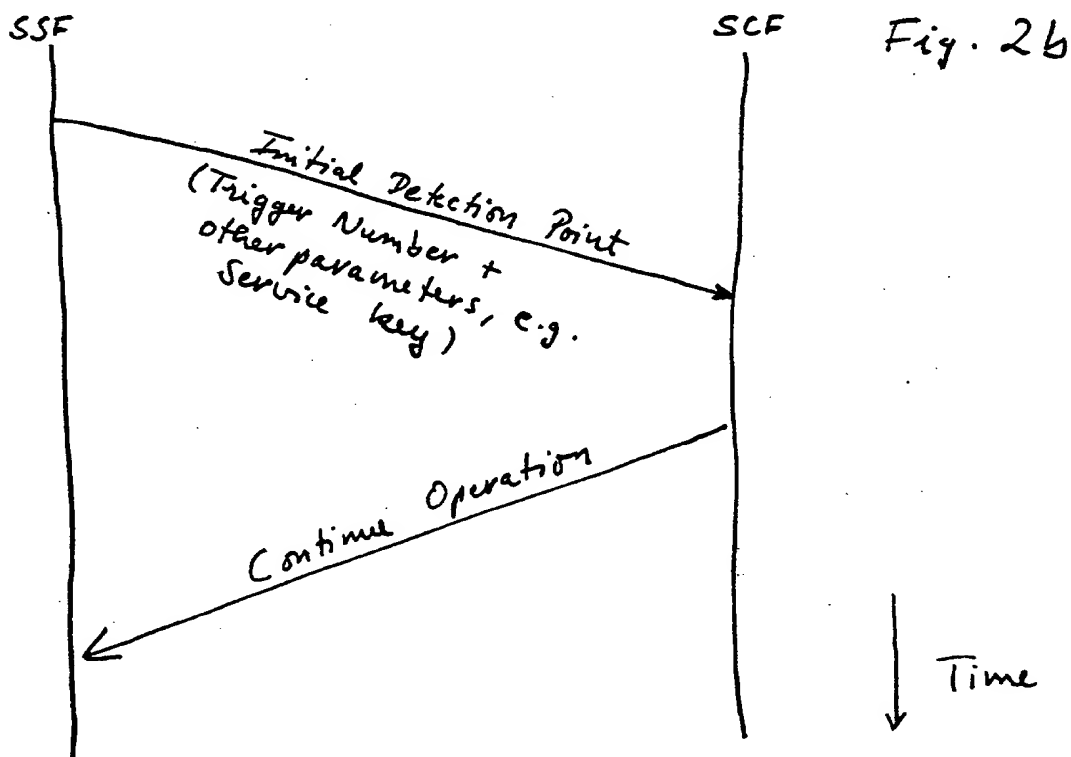 SSF
SCF
Fig. 2b
Initial Detection Point
(Trigger Number +
other parameters, e.g.
Service key)
Continue Operation
Time